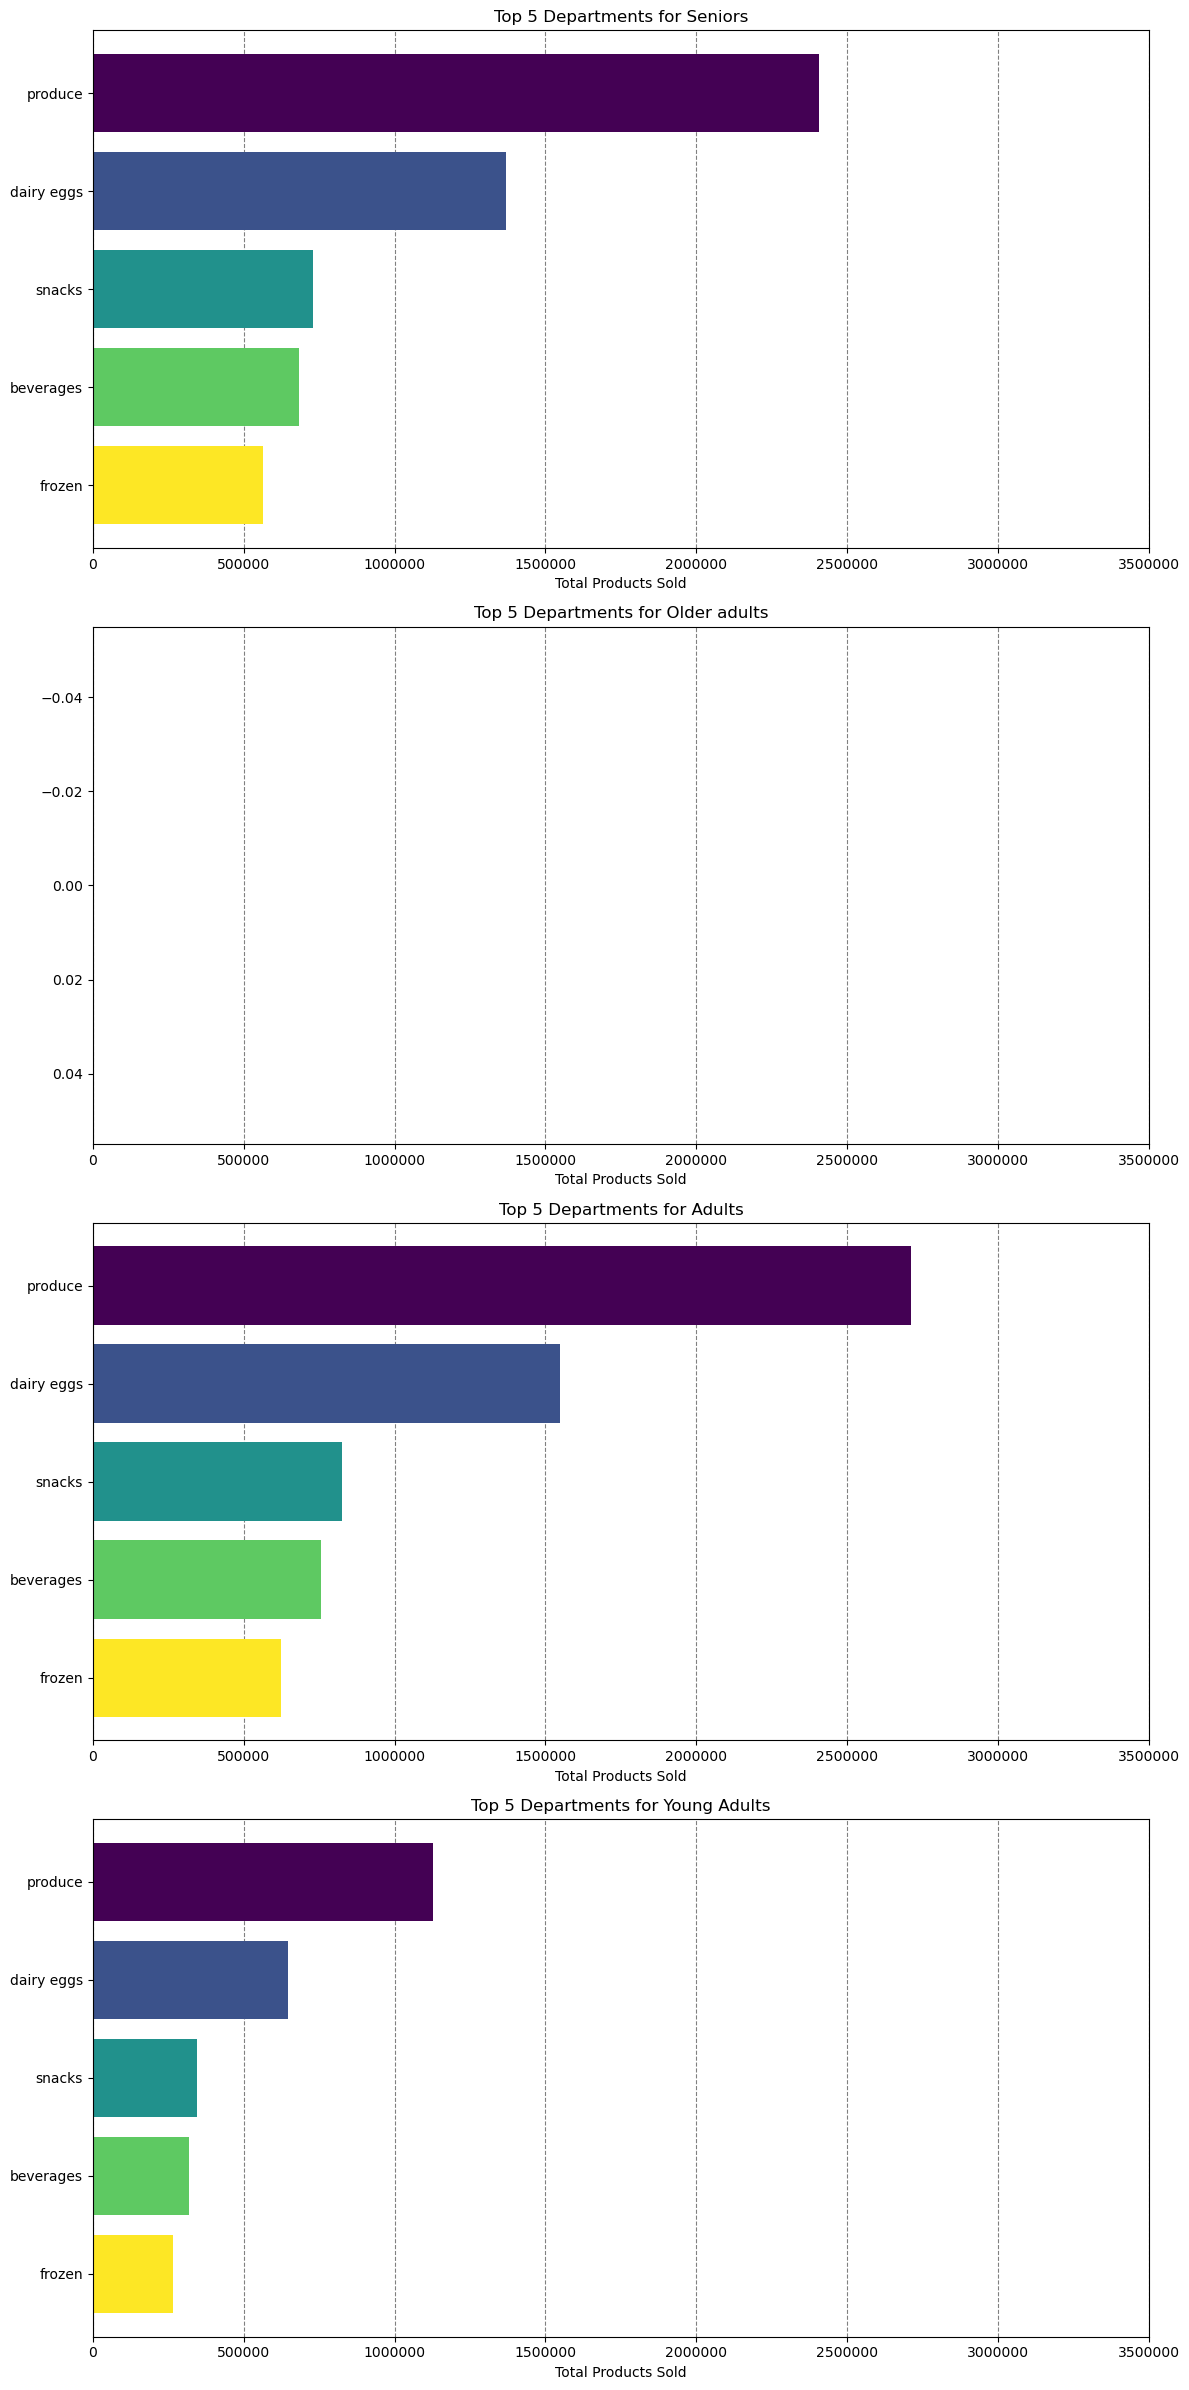 Top 5 Departments for Seniors
produce
dairy eggs
snacks
beverages
frozen
0 500000 1000000 1500000 2000000 2500000 3000000 3500000
Total Products Sold
Top 5 Departments for Older adults
−0.04
−0.02
0.00
0.02
0.04
0 500000 1000000 1500000 2000000 2500000 3000000 3500000
Total Products Sold
Top 5 Departments for Adults
produce
dairy eggs
snacks
beverages
frozen
0 500000 1000000 1500000 2000000 2500000 3000000 3500000
Total Products Sold
Top 5 Departments for Young Adults
produce
dairy eggs
snacks
beverages
frozen
0 500000 1000000 1500000 2000000 2500000 3000000 3500000
Total Products Sold